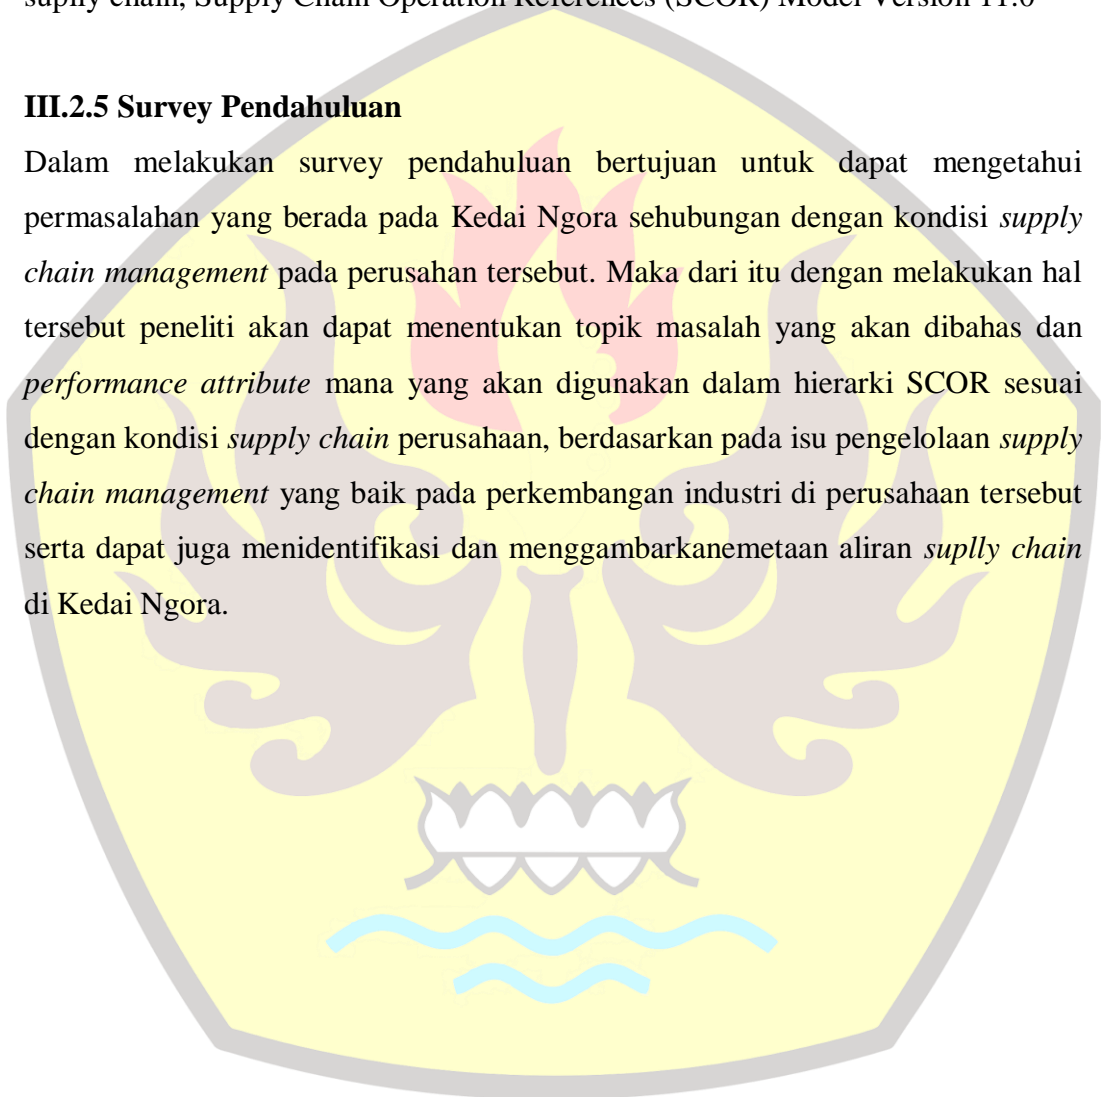 suplly chain, Supply Chain Operation References (SCOR) Model Version 11.0
III.2.5 Survey Pendahuluan
Dalam melakukan survey pendahuluan bertujuan untuk dapat mengetahui
permasalahan yang berada pada Kedai Ngora sehubungan dengan kondisi supply
chain management pada perusahan tersebut. Maka dari itu dengan melakukan hal
tersebut peneliti akan dapat menentukan topik masalah yang akan dibahas dan
performance attribute mana yang akan digunakan dalam hierarki SCOR sesuai
dengan kondisi supply chain perusahaan, berdasarkan pada isu pengelolaan supply
chain management yang baik pada perkembangan industri di perusahaan tersebut
serta dapat juga menidentifikasi dan menggambarkanemetaan aliran suplly chain
di Kedai Ngora.